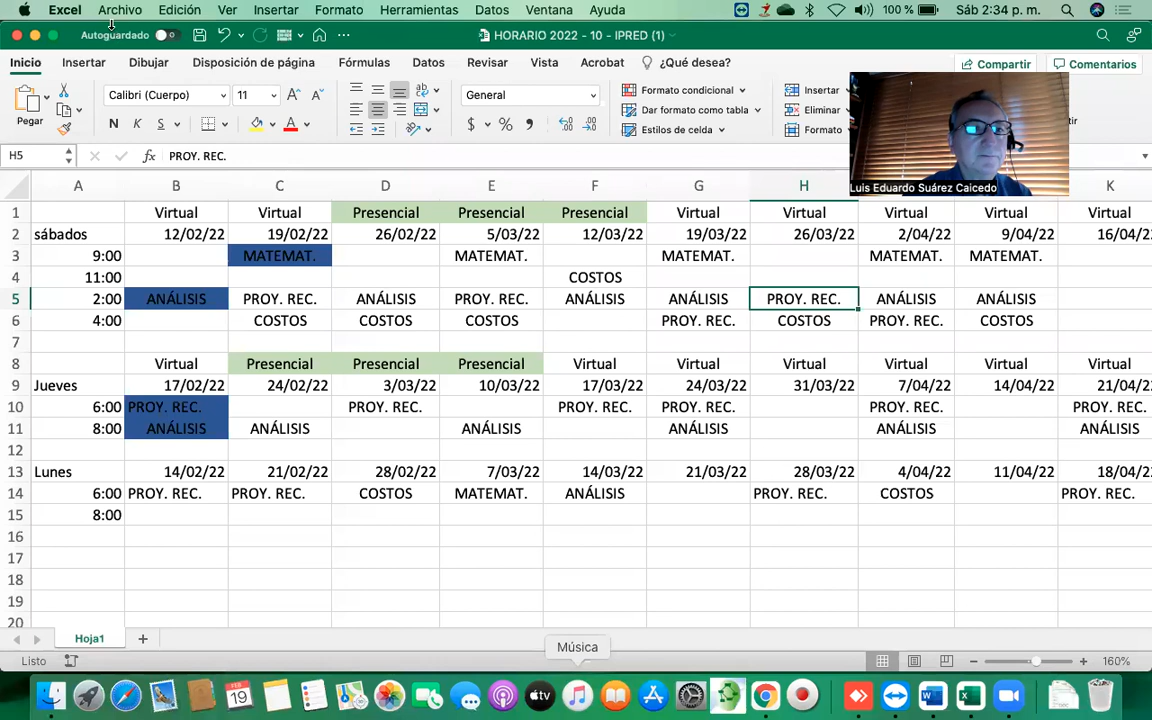 Excel Archivo Edición Ver Insertar Formato Herramientas Datos Ventana Ayuda 100 % Sáb 2:34 p. m.
Autoguardado HORARIO 2022 - 10 - IPRED (1)
Inicio Insertar Dibujar Disposición de página Fórmulas Datos Revisar Vista Acrobat ¿Qué desea? Compartir Comentarios
Pegar Calibri (Cuerpo) 11 General Formato condicional Insertar
Dar formato como tabla Eliminar
N K S $ % Estilos de celda Formato
H5 fx PROY. REC.
Luis Eduardo Suárez Caicedo
A B C D E F G H I J K
1 Virtual Virtual Presencial Presencial Presencial Virtual Virtual Virtual Virtual Virtual
2 sábados 12/02/22 19/02/22 26/02/22 5/03/22 12/03/22 19/03/22 26/03/22 2/04/22 9/04/22 16/04/2
3 9:00 MATEMAT. MATEMAT. MATEMAT. MATEMAT. MATEMAT.
4 11:00 COSTOS
5 2:00 ANÁLISIS PROY. REC. ANÁLISIS PROY. REC. ANÁLISIS ANÁLISIS PROY. REC. ANÁLISIS ANÁLISIS
6 4:00 COSTOS COSTOS COSTOS PROY. REC. COSTOS PROY. REC. COSTOS
7
8 Virtual Presencial Presencial Presencial Virtual Virtual Virtual Virtual Virtual Virtual
9 Jueves 17/02/22 24/02/22 3/03/22 10/03/22 17/03/22 24/03/22 31/03/22 7/04/22 14/04/22 21/04/2
10 6:00 PROY. REC. PROY. REC. PROY. REC. PROY. REC. PROY. REC. PROY. REC.
11 8:00 ANÁLISIS ANÁLISIS ANÁLISIS ANÁLISIS ANÁLISIS ANÁLISIS
12
13 Lunes 14/02/22 21/02/22 28/02/22 7/03/22 14/03/22 21/03/22 28/03/22 4/04/22 11/04/22 18/04/2
14 6:00 PROY. REC. PROY. REC. COSTOS MATEMAT. ANÁLISIS PROY. REC. COSTOS PROY. REC.
15 8:00
16
17
18
19
20
Hoja1
Música
Listo 160%
FEB
19
tv